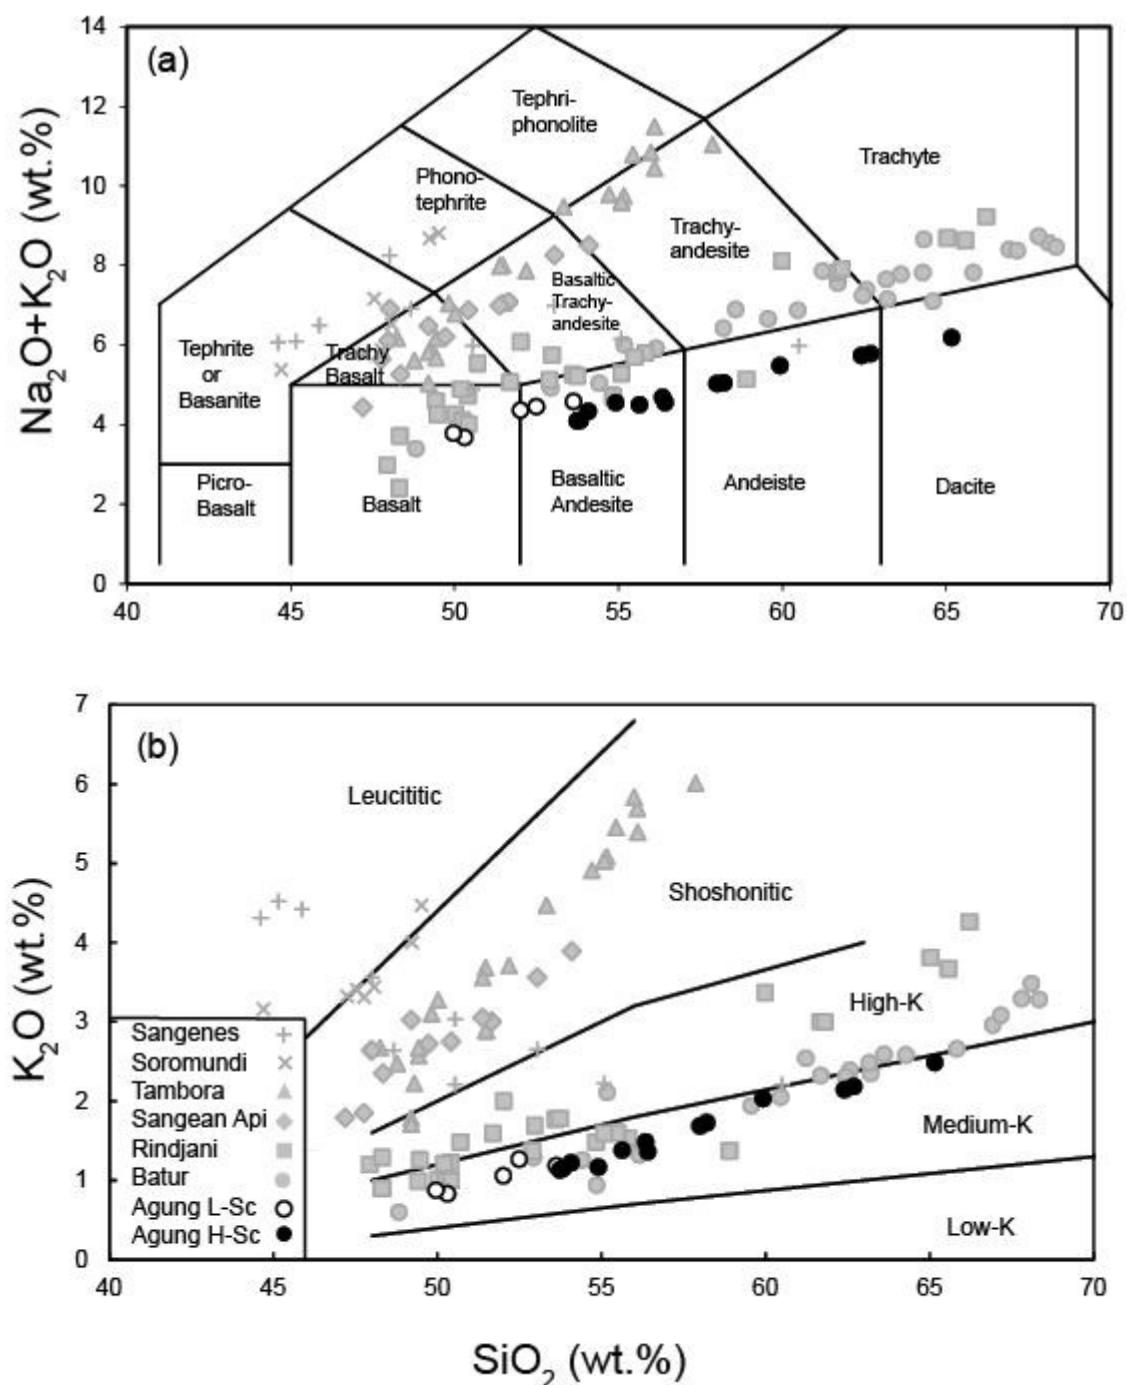 (a)
14
12
10
8
6
4
2
0
Na₂O+K₂O (wt.%)
Tephri-
phonolite
Trachyte
Phono-
tephrite
Trachy-
andesite
Basaltic
Trachy-
andesite
Tephrite
or
Basanite
Trachy
Basalt
Picro-
Basalt
Basalt
Basaltic
Andesite
Andeiste
Dacite
40 45 50 55 60 65 70
(b)
7
6
5
4
3
2
1
0
K₂O (wt.%)
Leucititic
Shoshonitic
High-K
Medium-K
Low-K
Sangenes
Soromundi
Tambora
Sangean Api
Rindjani
Batur
Agung L-Sc
Agung H-Sc
40 45 50 55 60 65 70
SiO₂ (wt.%)